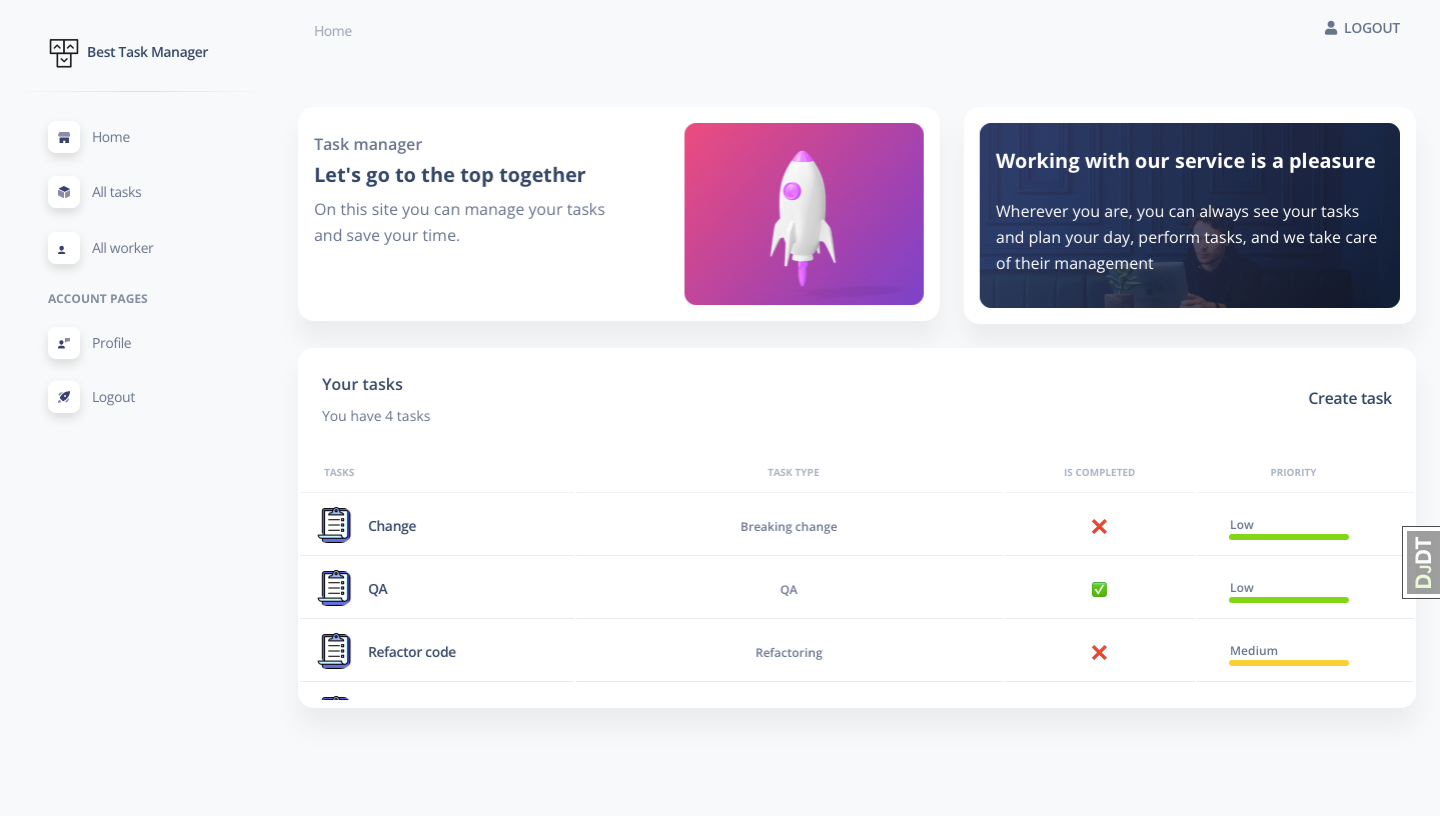 Best Task Manager
Home
LOGOUT
Home
All tasks
All worker
ACCOUNT PAGES
Profile
Logout
Task manager
Let's go to the top together
On this site you can manage your tasks
and save your time.
Working with our service is a pleasure
Wherever you are, you can always see your tasks
and plan your day, perform tasks, and we take care
of their management
Your tasks
You have 4 tasks
Create task
TASKS TASK TYPE IS COMPLETED PRIORITY
Change Breaking change ❌ Low
QA QA ✅ Low
Refactor code Refactoring ❌ Medium
DJDT